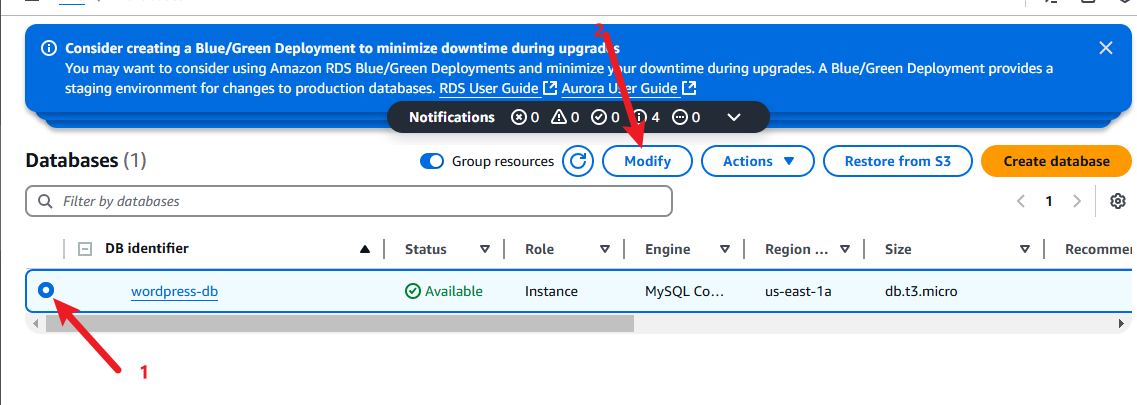 Consider creating a Blue/Green Deployment to minimize downtime during upgrades
2
You may want to consider using Amazon RDS Blue/Green Deployments and minimize your downtime during upgrades. A Blue/Green Deployment provides a
staging environment for changes to production databases. RDS User Guide Aurora User Guide
Notifications 0 0 0 4 0
Databases (1) Group resources Modify Actions Restore from S3 Create database
Filter by databases 1
DB identifier Status Role Engine Region ... Size Recommen
wordpress-db Available Instance MySQL Co... us-east-1a db.t3.micro
1